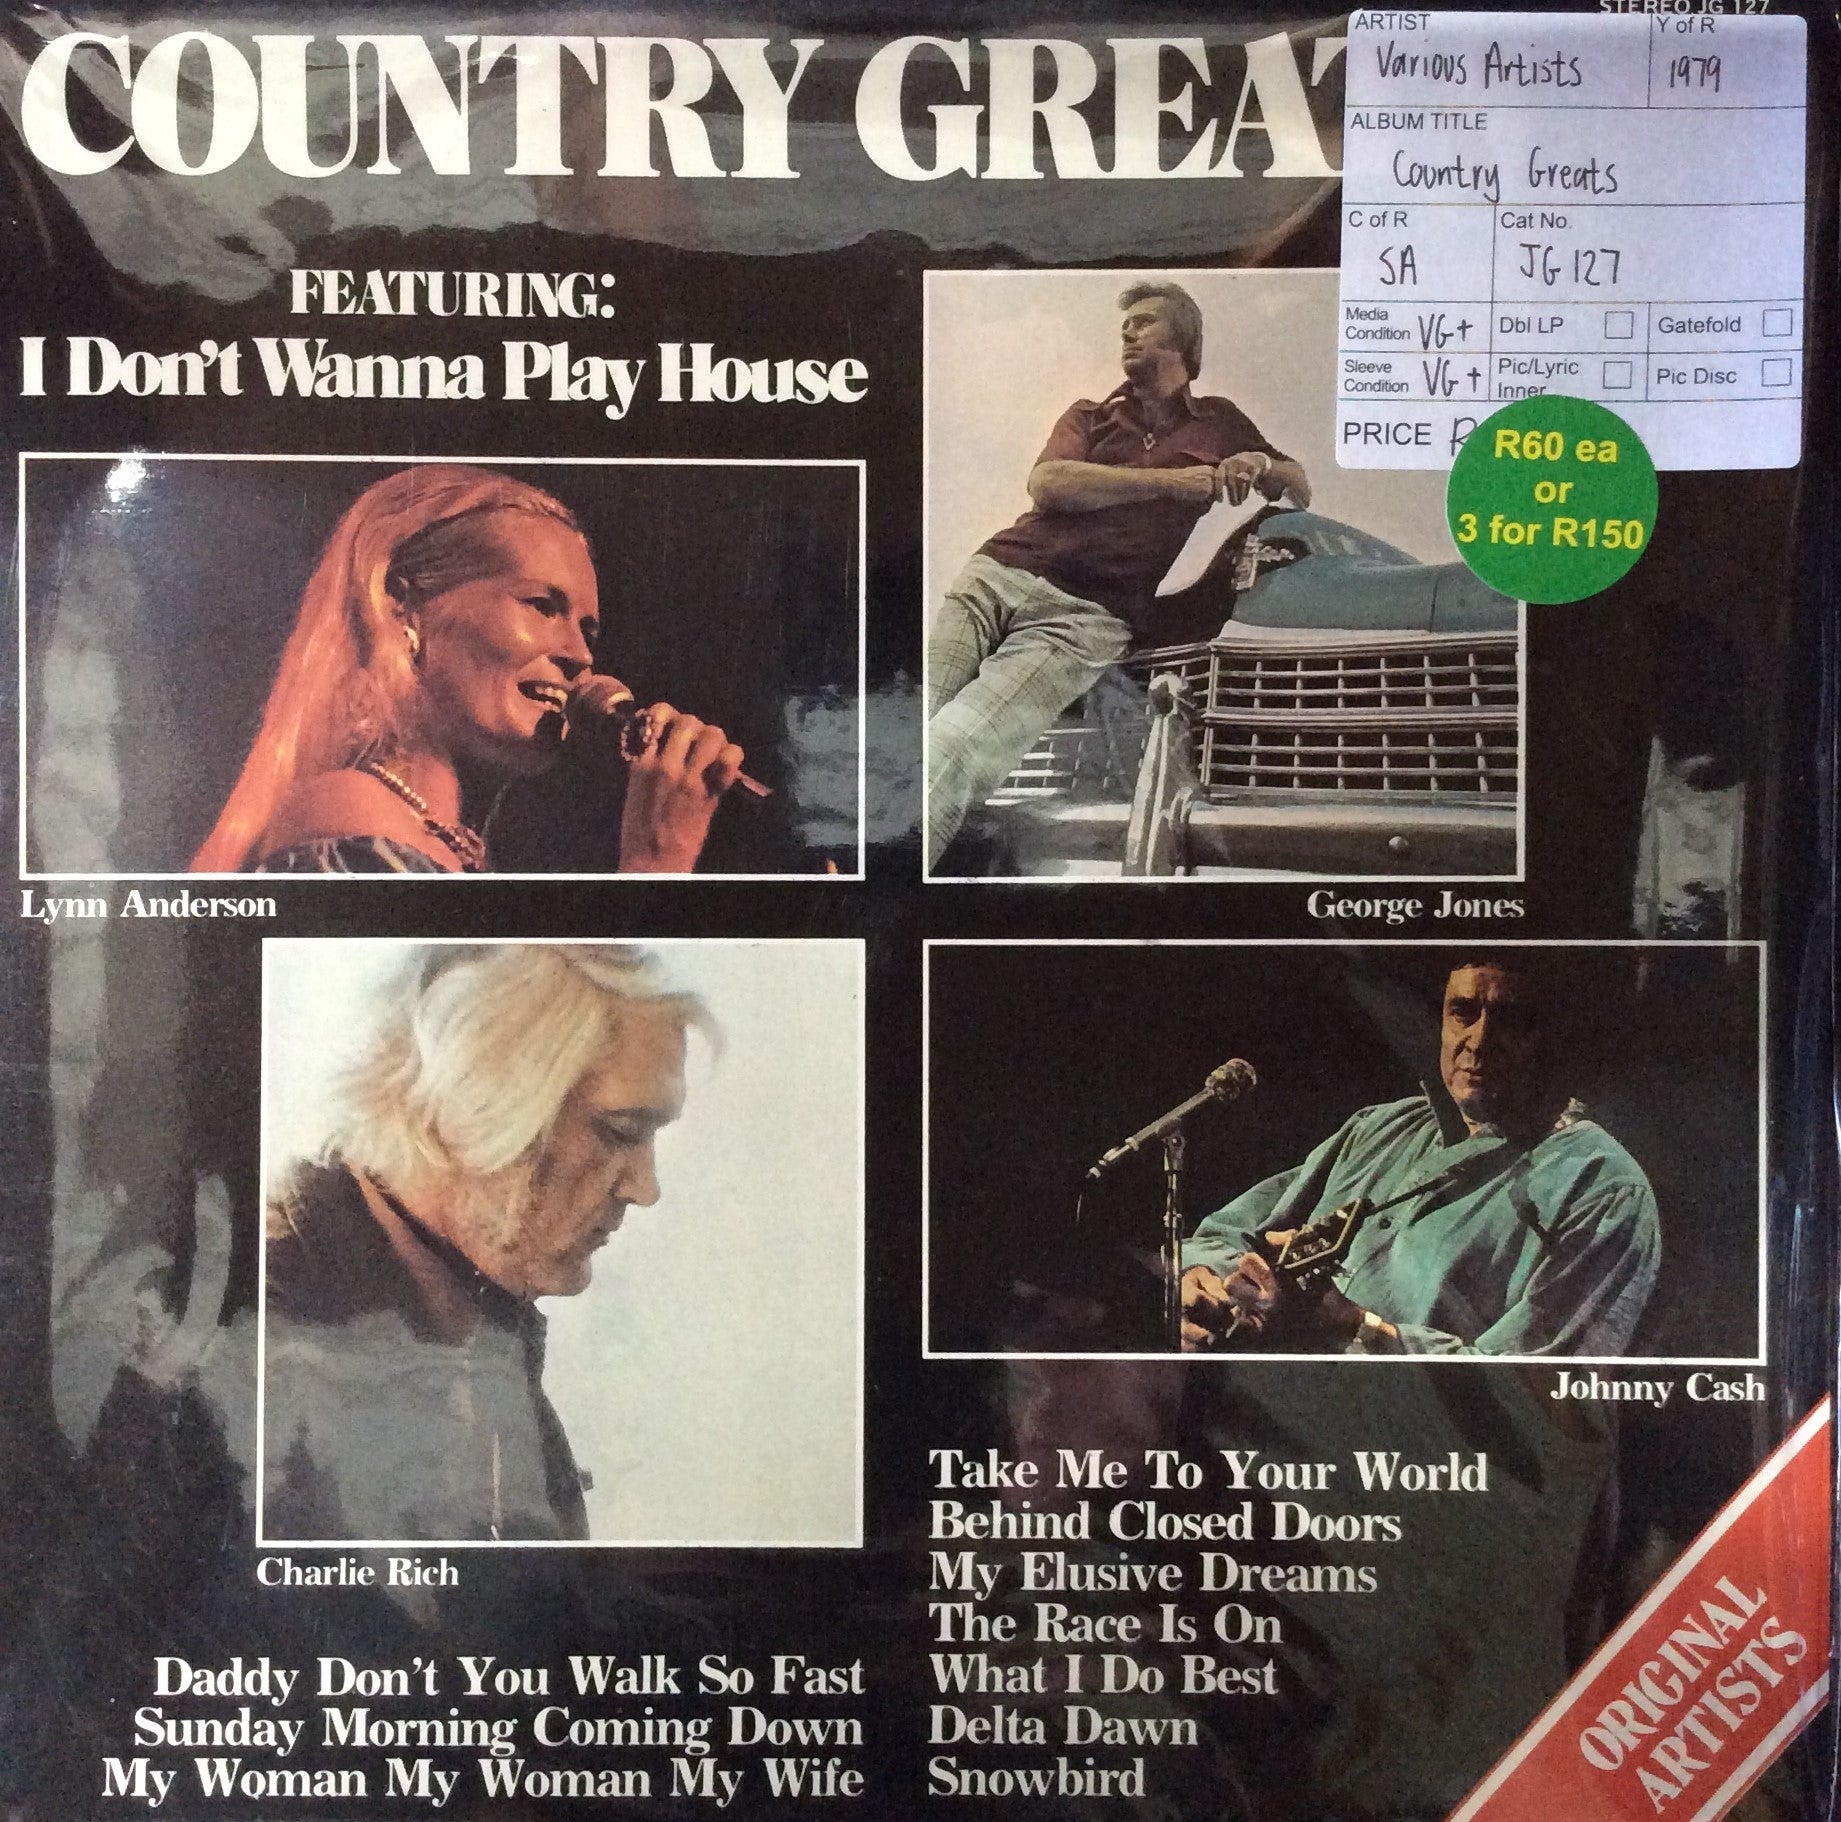 STEREO JG 127
COUNTRY GREA
ARTIST
Various Artists
Y of R
1979
ALBUM TITLE
Country Greats
C of R
SA
Cat No.
JG 127
Media
Condition VG+
Dbl LP
Gatefold
Sleeve
Condition VG+
Pic/Lyric
Inner
Pic Disc
PRICE R
R60 ea
or
3 for R150
FEATURING:
I Don't Wanna Play House
Lynn Anderson
George Jones
Charlie Rich
Johnny Cash
Daddy Don't You Walk So Fast
Sunday Morning Coming Down
My Woman My Woman My Wife
Take Me To Your World
Behind Closed Doors
My Elusive Dreams
The Race Is On
What I Do Best
Delta Dawn
Snowbird
ORIGINAL
ARTISTS